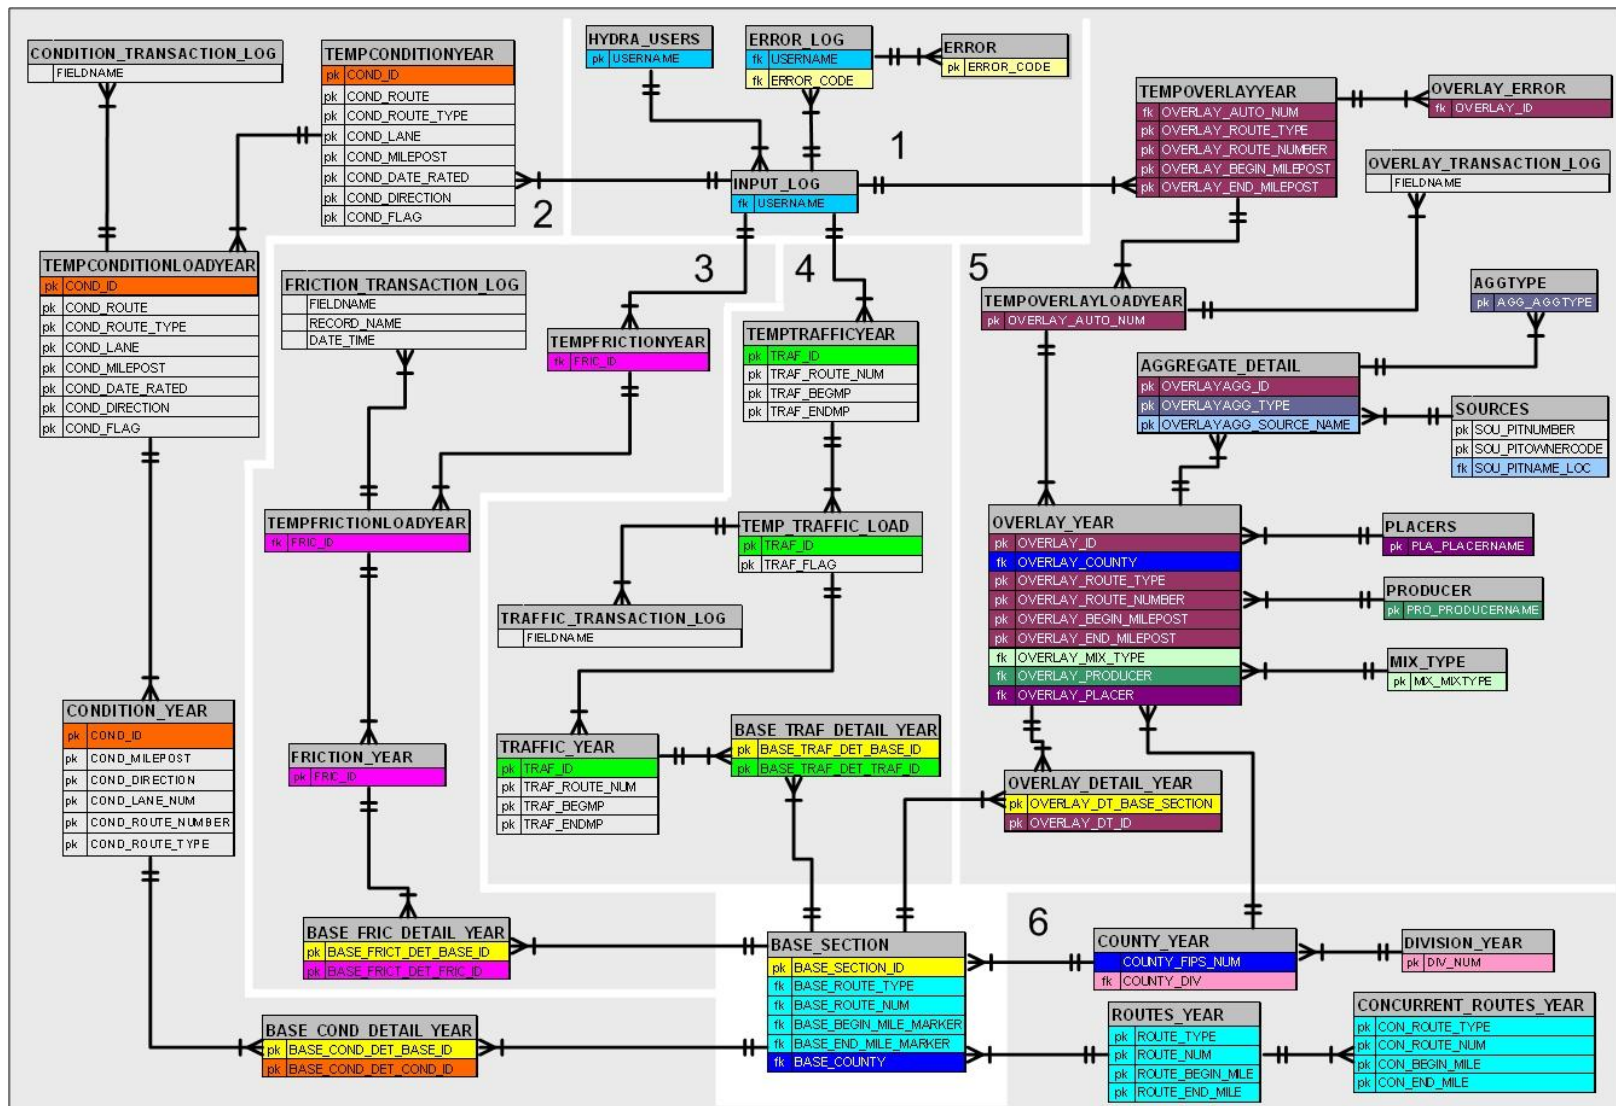 CONDITION_TRANSACTION_LOG
FIELDNAME
TEMPCONDITIONYEAR
pk COND_ID
pk COND_ROUTE
pk COND_ROUTE_TYPE
pk COND_LANE
pk COND_MILEPOST
pk COND_DATE_RATED
pk COND_DIRECTION
pk COND_FLAG
HYDRA_USERS
pk USERNAME
ERROR_LOG
fk USERNAME
fk ERROR_CODE
ERROR
pk ERROR_CODE
1
INPUT_LOG
fk USERNAME
2
TEMPOVERLAYYEAR
fk OVERLAY_AUTO_NUM
pk OVERLAY_ROUTE_TYPE
pk OVERLAY_ROUTE_NUMBER
pk OVERLAY_BEGIN_MILEPOST
pk OVERLAY_END_MILEPOST
OVERLAY_ERROR
fk OVERLAY_ID
OVERLAY_TRANSACTION_LOG
FIELDNAME
TEMPCONDITIONLOADYEAR
pk COND_ID
pk COND_ROUTE
pk COND_ROUTE_TYPE
pk COND_LANE
pk COND_MILEPOST
pk COND_DATE_RATED
pk COND_DIRECTION
pk COND_FLAG
3
FRICTION_TRANSACTION_LOG
FIELDNAME
RECORD_NAME
DATE_TIME
TEMPFRICTIONYEAR
fk FRIC_ID
4
TEMPTRAFFICYEAR
pk TRAF_ID
pk TRAF_ROUTE_NUM
pk TRAF_BEGMP
pk TRAF_ENDMP
5
TEMPOVERLAYLOADYEAR
pk OVERLAY_AUTO_NUM
AGGTYPE
pk AGG_AGGTYPE
AGGREGATE_DETAIL
pk OVERLAYAGG_ID
pk OVERLAYAGG_TYPE
pk OVERLAYAGG_SOURCE_NAME
SOURCES
pk SOU_PITNUMBER
pk SOU_PITOWNERCODE
fk SOU_PITNAME_LOC
TEMPFRICTIONLOADYEAR
fk FRIC_ID
TEMP_TRAFFIC_LOAD
pk TRAF_ID
pk TRAF_FLAG
TRAFFIC_TRANSACTION_LOG
FIELDNAME
OVERLAY_YEAR
pk OVERLAY_ID
fk OVERLAY_COUNTY
pk OVERLAY_ROUTE_TYPE
pk OVERLAY_ROUTE_NUMBER
pk OVERLAY_BEGIN_MILEPOST
pk OVERLAY_END_MILEPOST
fk OVERLAY_MIX_TYPE
fk OVERLAY_PRODUCER
fk OVERLAY_PLACER
PLACERS
pk PLA_PLACERNAME
PRODUCER
pk PRO_PRODUCERNAME
MIX_TYPE
pk MIX_MIXTYPE
CONDITION_YEAR
pk COND_ID
pk COND_MILEPOST
pk COND_DIRECTION
pk COND_LANE_NUM
pk COND_ROUTE_NUMBER
pk COND_ROUTE_TYPE
FRICTION_YEAR
pk FRIC_ID
TRAFFIC_YEAR
pk TRAF_ID
pk TRAF_ROUTE_NUM
pk TRAF_BEGMP
pk TRAF_ENDMP
BASE_TRAF_DETAIL_YEAR
pk BASE_TRAF_DET_BASE_ID
pk BASE_TRAF_DET_TRAF_ID
OVERLAY_DETAIL_YEAR
pk OVERLAY_DT_BASE_SECTION
pk OVERLAY_DT_ID
BASE_FRIC_DETAIL_YEAR
pk BASE_FRICT_DET_BASE_ID
pk BASE_FRICT_DET_FRIC_ID
BASE_SECTION
pk BASE_SECTION_ID
fk BASE_ROUTE_TYPE
fk BASE_ROUTE_NUM
fk BASE_BEGIN_MILE_MARKER
fk BASE_END_MILE_MARKER
fk BASE_COUNTY
6
COUNTY_YEAR
COUNTY_FIPS_NUM
fk COUNTY_DIV
DIVISION_YEAR
pk DIV_NUM
BASE_COND_DETAIL_YEAR
pk BASE_COND_DET_BASE_ID
pk BASE_COND_DET_COND_ID
ROUTES_YEAR
pk ROUTE_TYPE
pk ROUTE_NUM
pk ROUTE_BEGIN_MILE
pk ROUTE_END_MILE
CONCURRENT_ROUTES_YEAR
pk CON_ROUTE_TYPE
pk CON_ROUTE_NUM
pk CON_BEGIN_MILE
pk CON_END_MILE